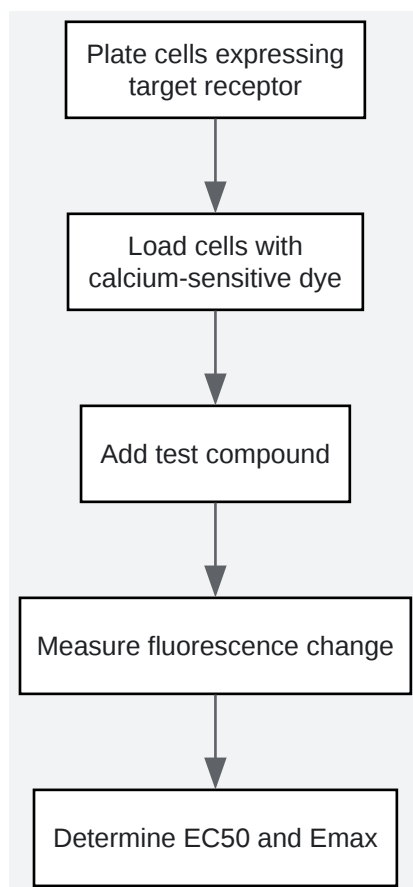 Plate cells expressing
target receptor
Load cells with
calcium-sensitive dye
Add test compound
Measure fluorescence change
Determine EC50 and Emax